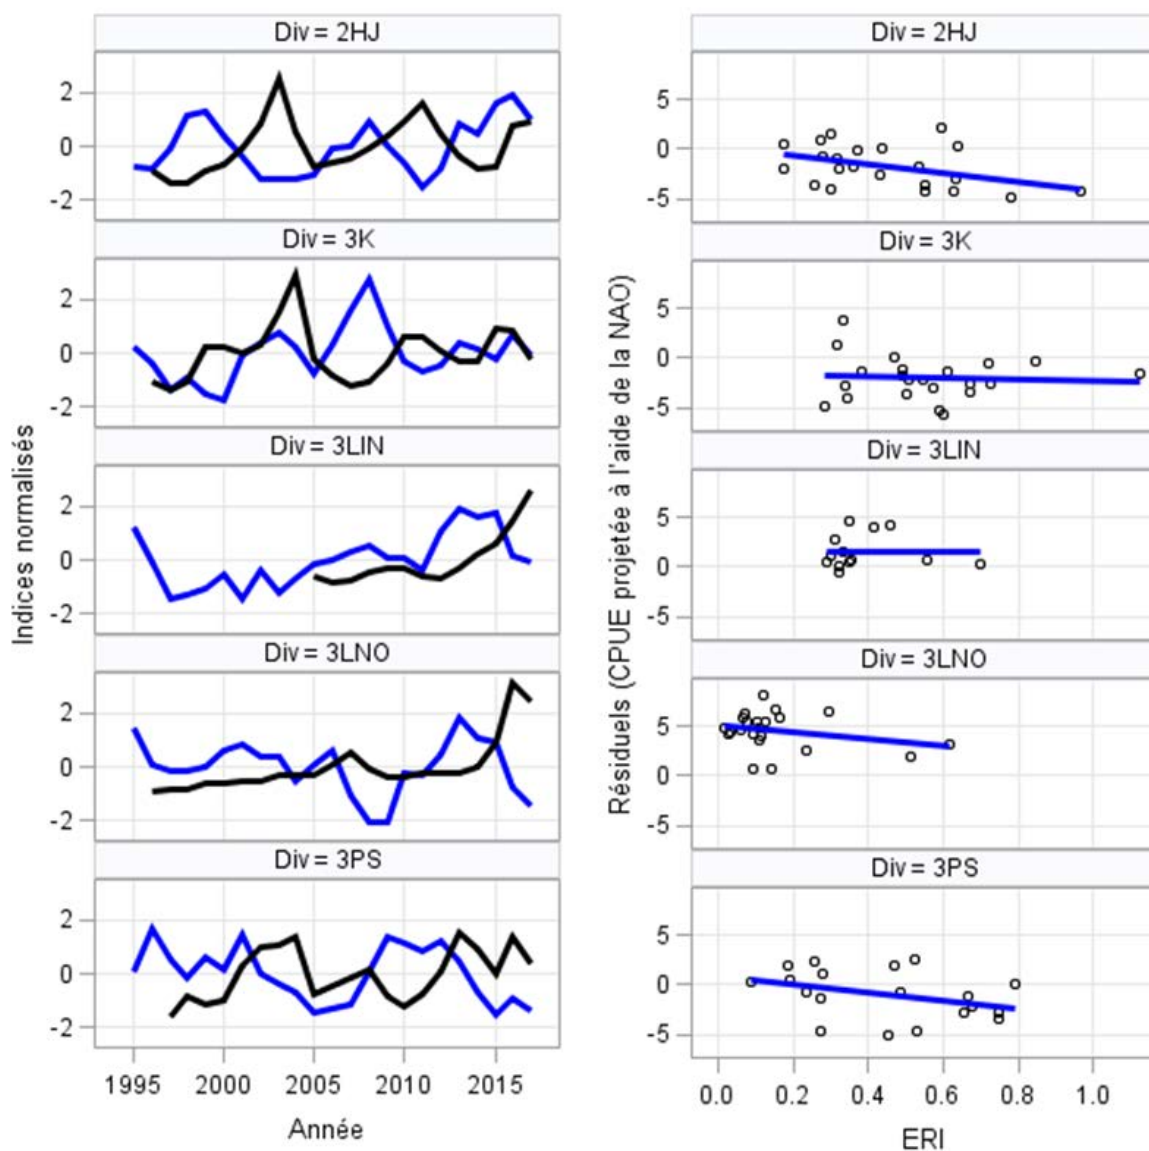 Indices normalisés
Div = 2HJ
2
0
-2
Div = 3K
2
0
-2
Div = 3LIN
2
0
-2
Div = 3LNO
2
0
-2
Div = 3PS
2
0
-2
1995 2000 2005 2010 2015
Année
Résiduels (CPUE projetée à l'aide de la NAO)
Div = 2HJ
5
0
-5
Div = 3K
5
0
-5
Div = 3LIN
5
0
-5
Div = 3LNO
5
0
-5
Div = 3PS
5
0
-5
0.0 0.2 0.4 0.6 0.8 1.0
ERI